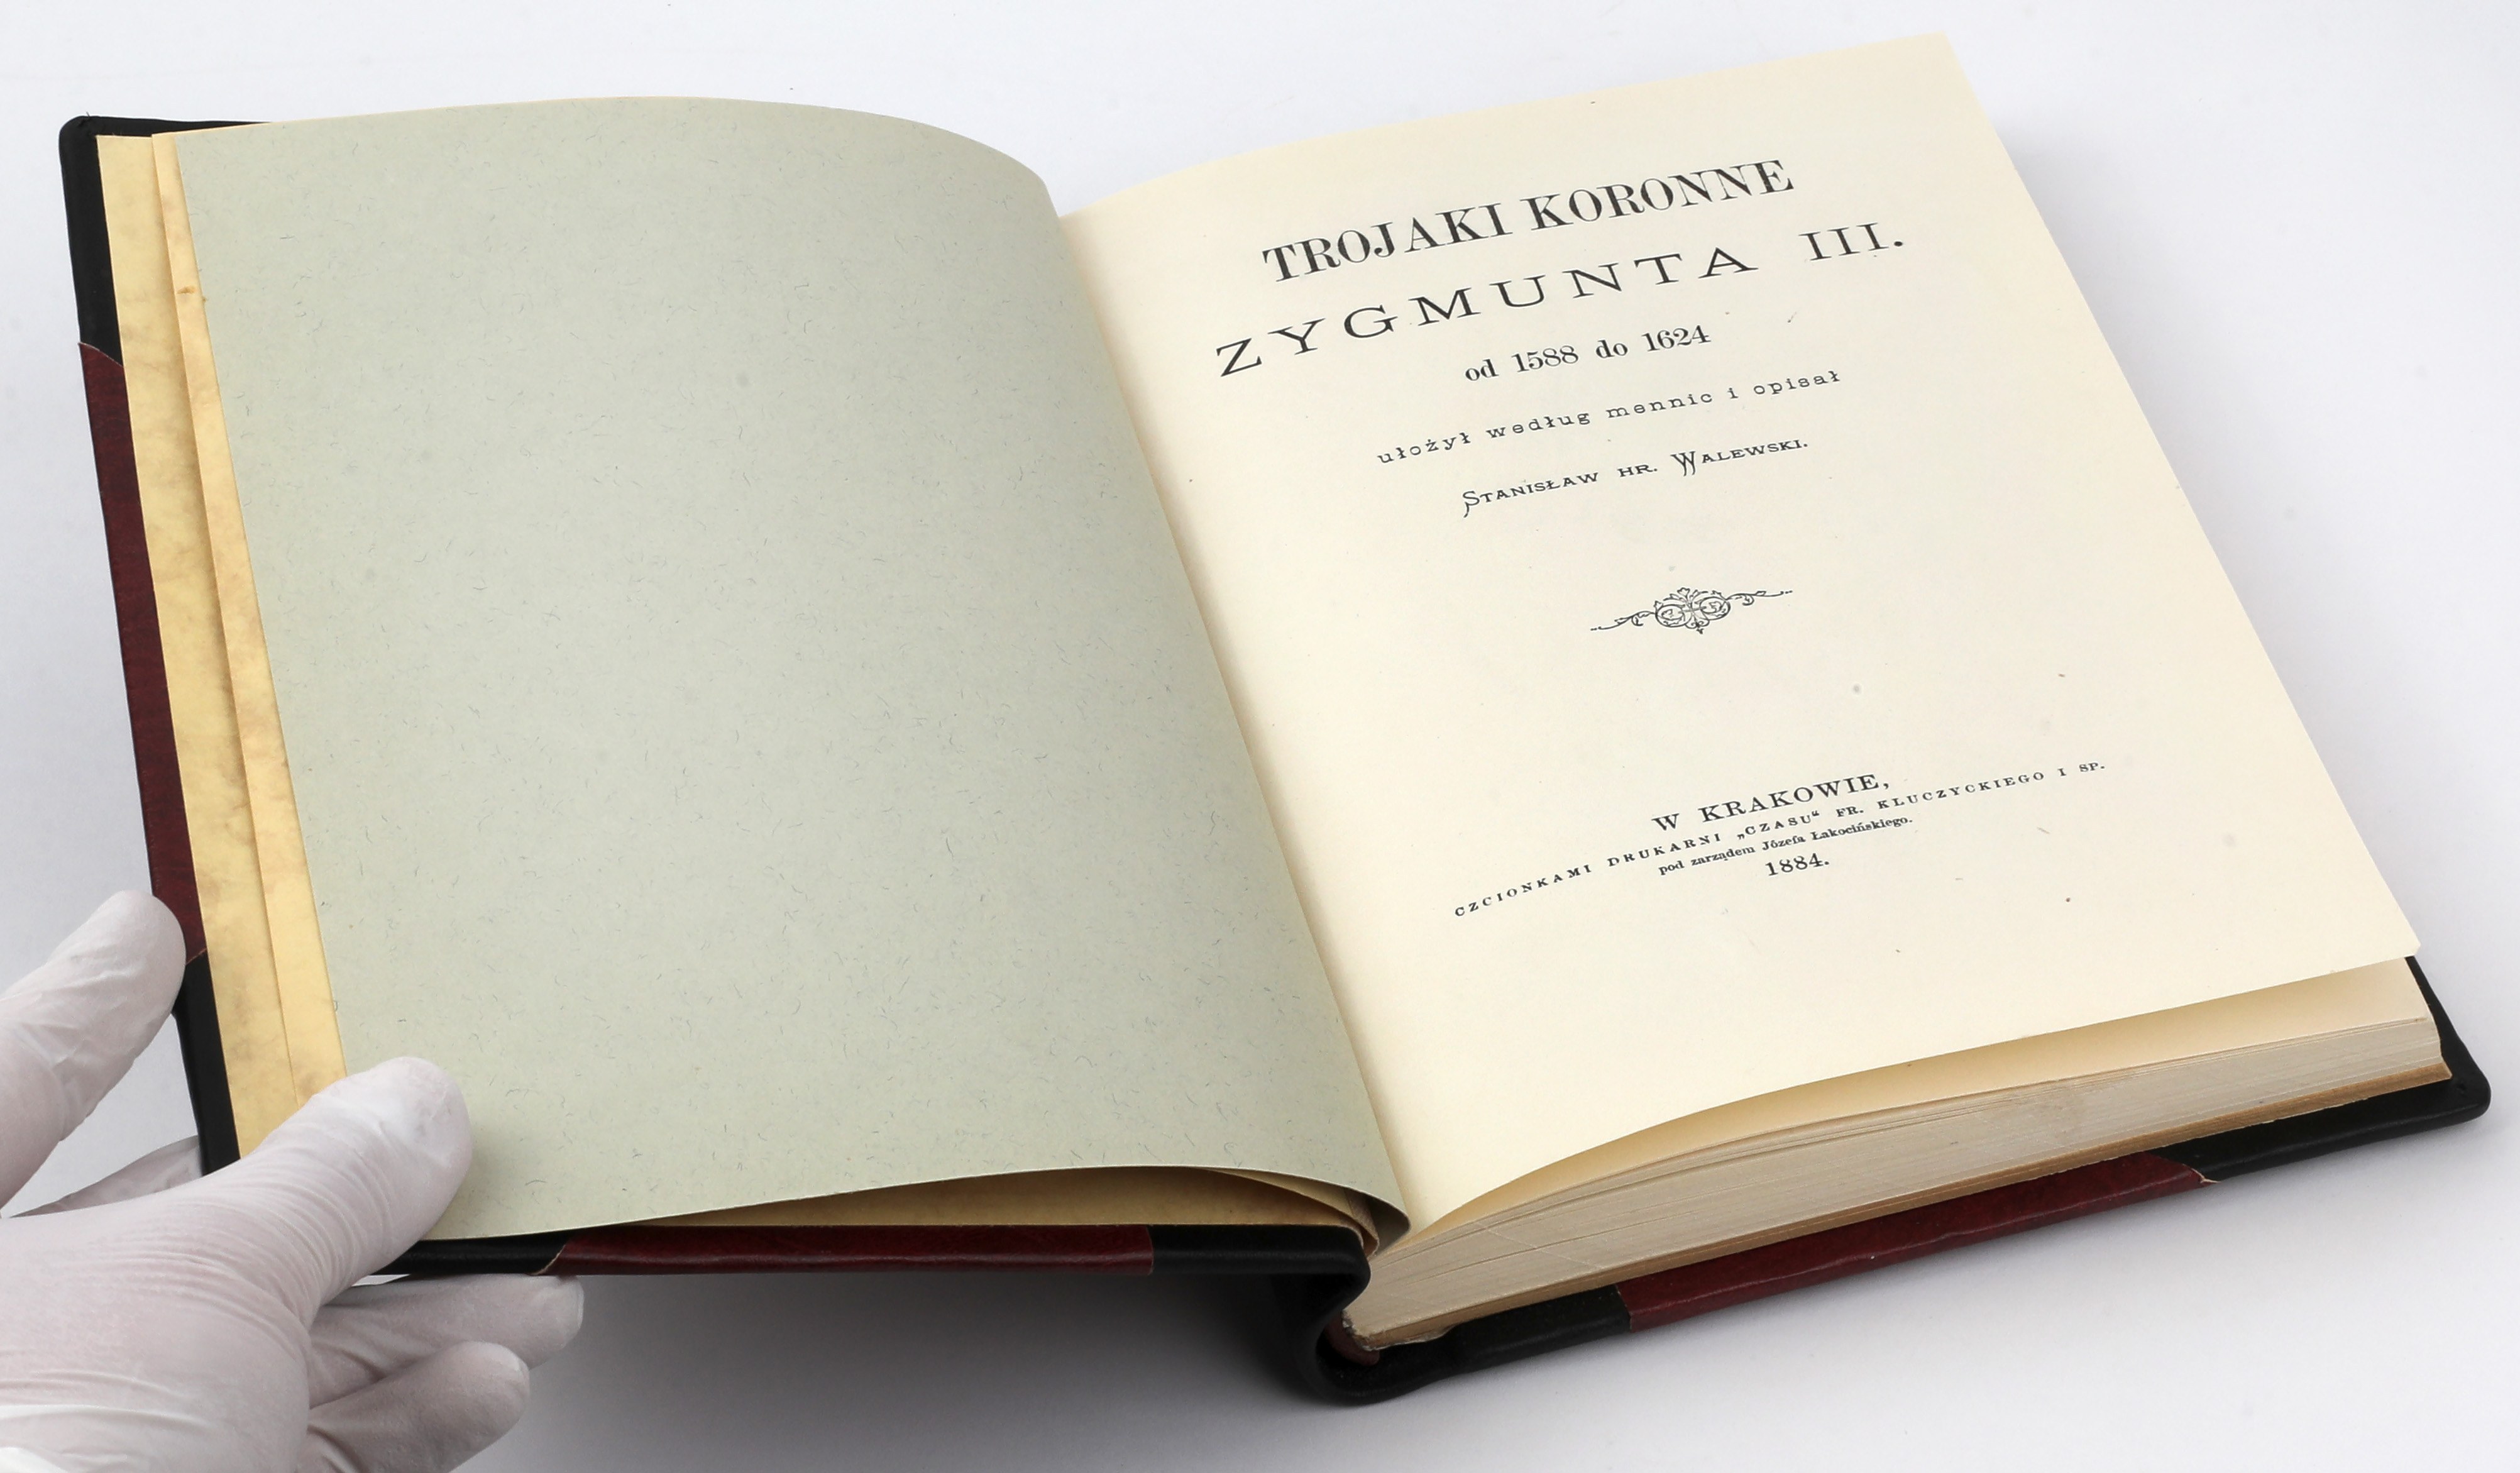 TROJAKI KORONNE
ZYGMUNTA III.
od 1588 do 1624
ułożył według mennic i opisał
STANISŁAW HR. WALEWSKI.
W KRAKOWIE,
CZCIONKAMI DRUKARNI „CZASU“ FR. KLUCZYCKIEGO I SP.
pod zarządem Józefa Łakocińskiego.
1884.